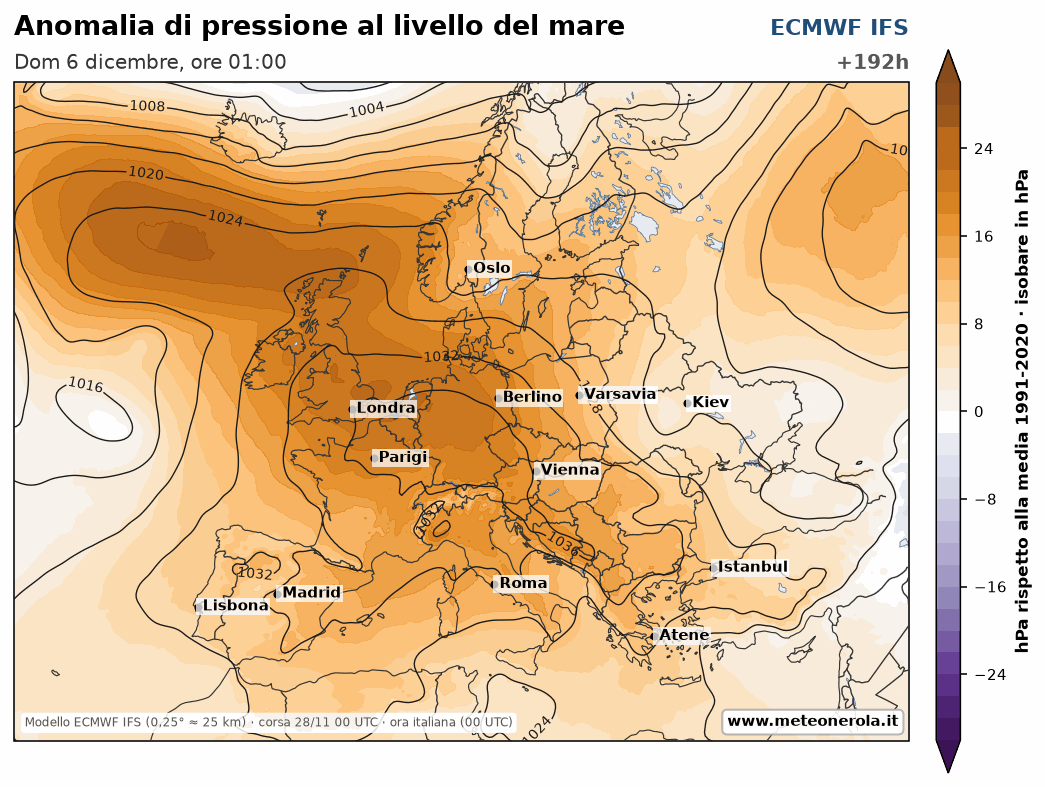 Anomalia di pressione al livello del mare
ECMWF IFS
Dom 6 dicembre, ore 01:00
+192h
1008
1004
10
1020
1024
Oslo
1032
1016
Berlino
Varsavia
Kiev
8
Londra
Parigi
Vienna
1032
1036
1032
Madrid
Roma
Istanbul
Lisbona
Atene
1024
Modello ECMWF IFS (0,25° ≈ 25 km) · corsa 28/11 00 UTC · ora italiana (00 UTC)
www.meteonerola.it
24
16
8
0
−8
−16
−24
hPa rispetto alla media 1991-2020 · isobare in hPa